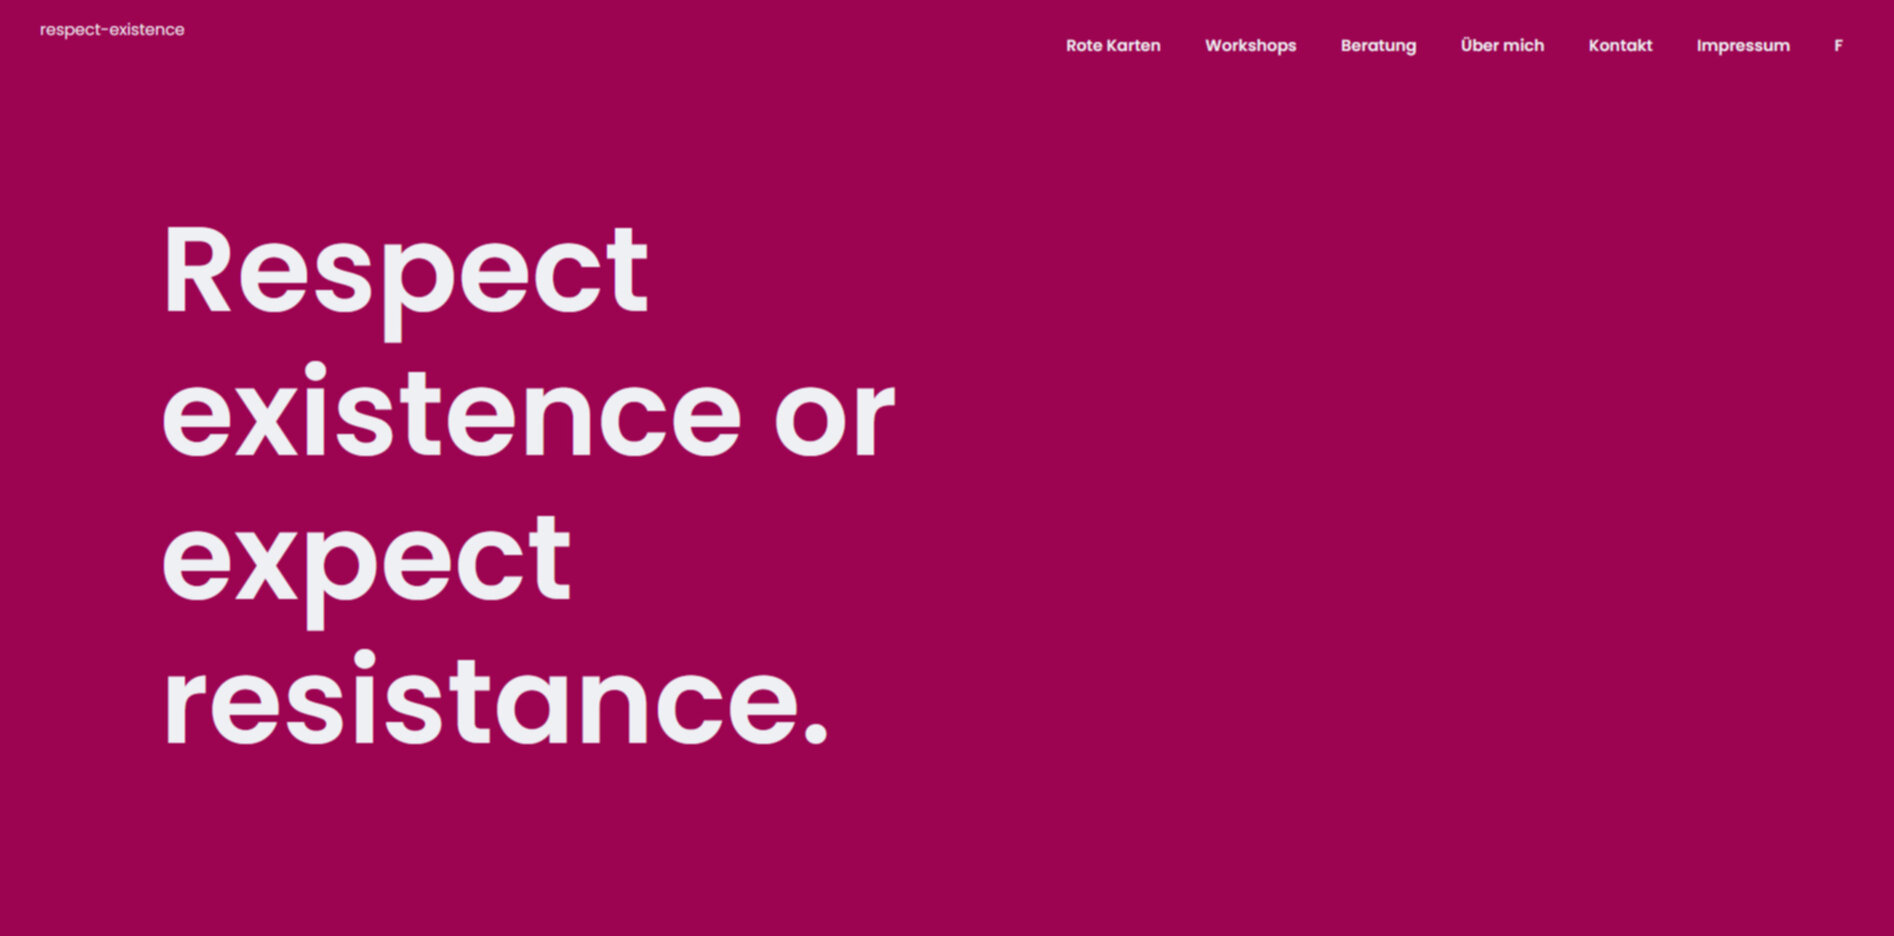 respect-existence
Rote Karten Workshops Beratung Über mich Kontakt Impressum F
Respect
existence or
expect
resistance.